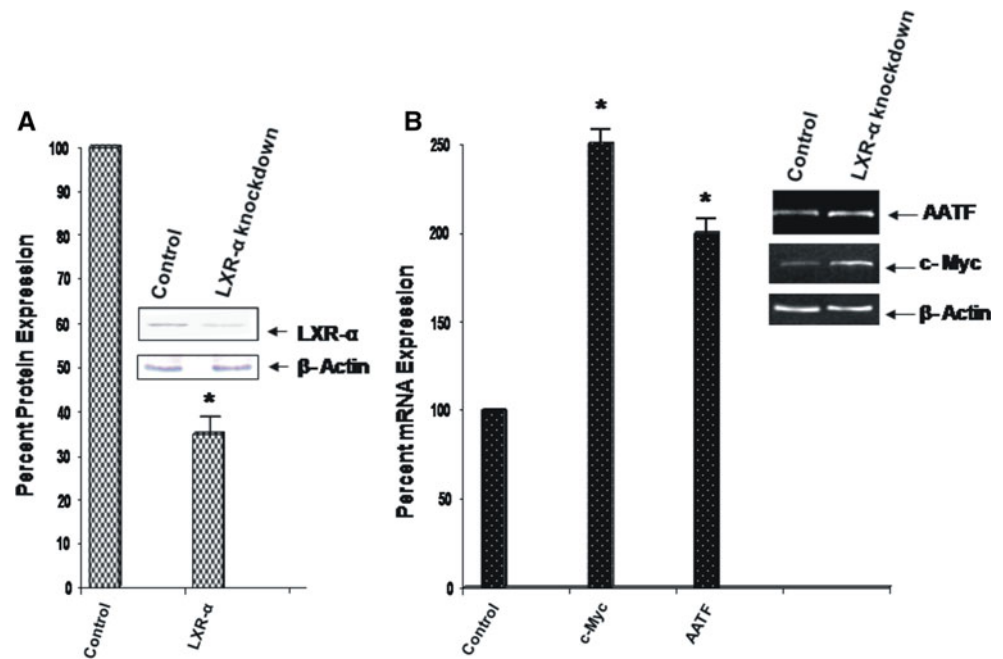 A
Percent Protein Expression
100
90
80
70
60
50
40
30
20
10
0
Control
LXR-α
*
Control
LXR-α knockdown
LXR-α
β-Actin
B
Percent mRNA Expression
250
200
150
100
50
0
Control
c-Myc
AATF
*
*
Control
LXR-α knockdown
AATF
c-Myc
β-Actin